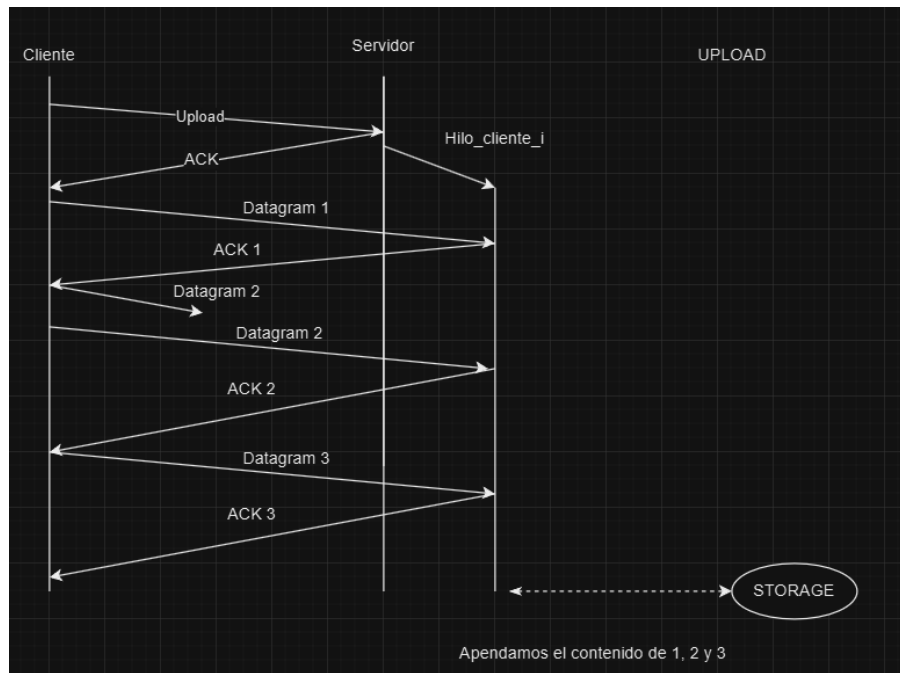 Cliente
Servidor
UPLOAD
Upload
Hilo_cliente_i
ACK
Datagram 1
ACK 1
Datagram 2
Datagram 2
ACK 2
Datagram 3
ACK 3
STORAGE
Apendamos el contenido de 1, 2 y 3